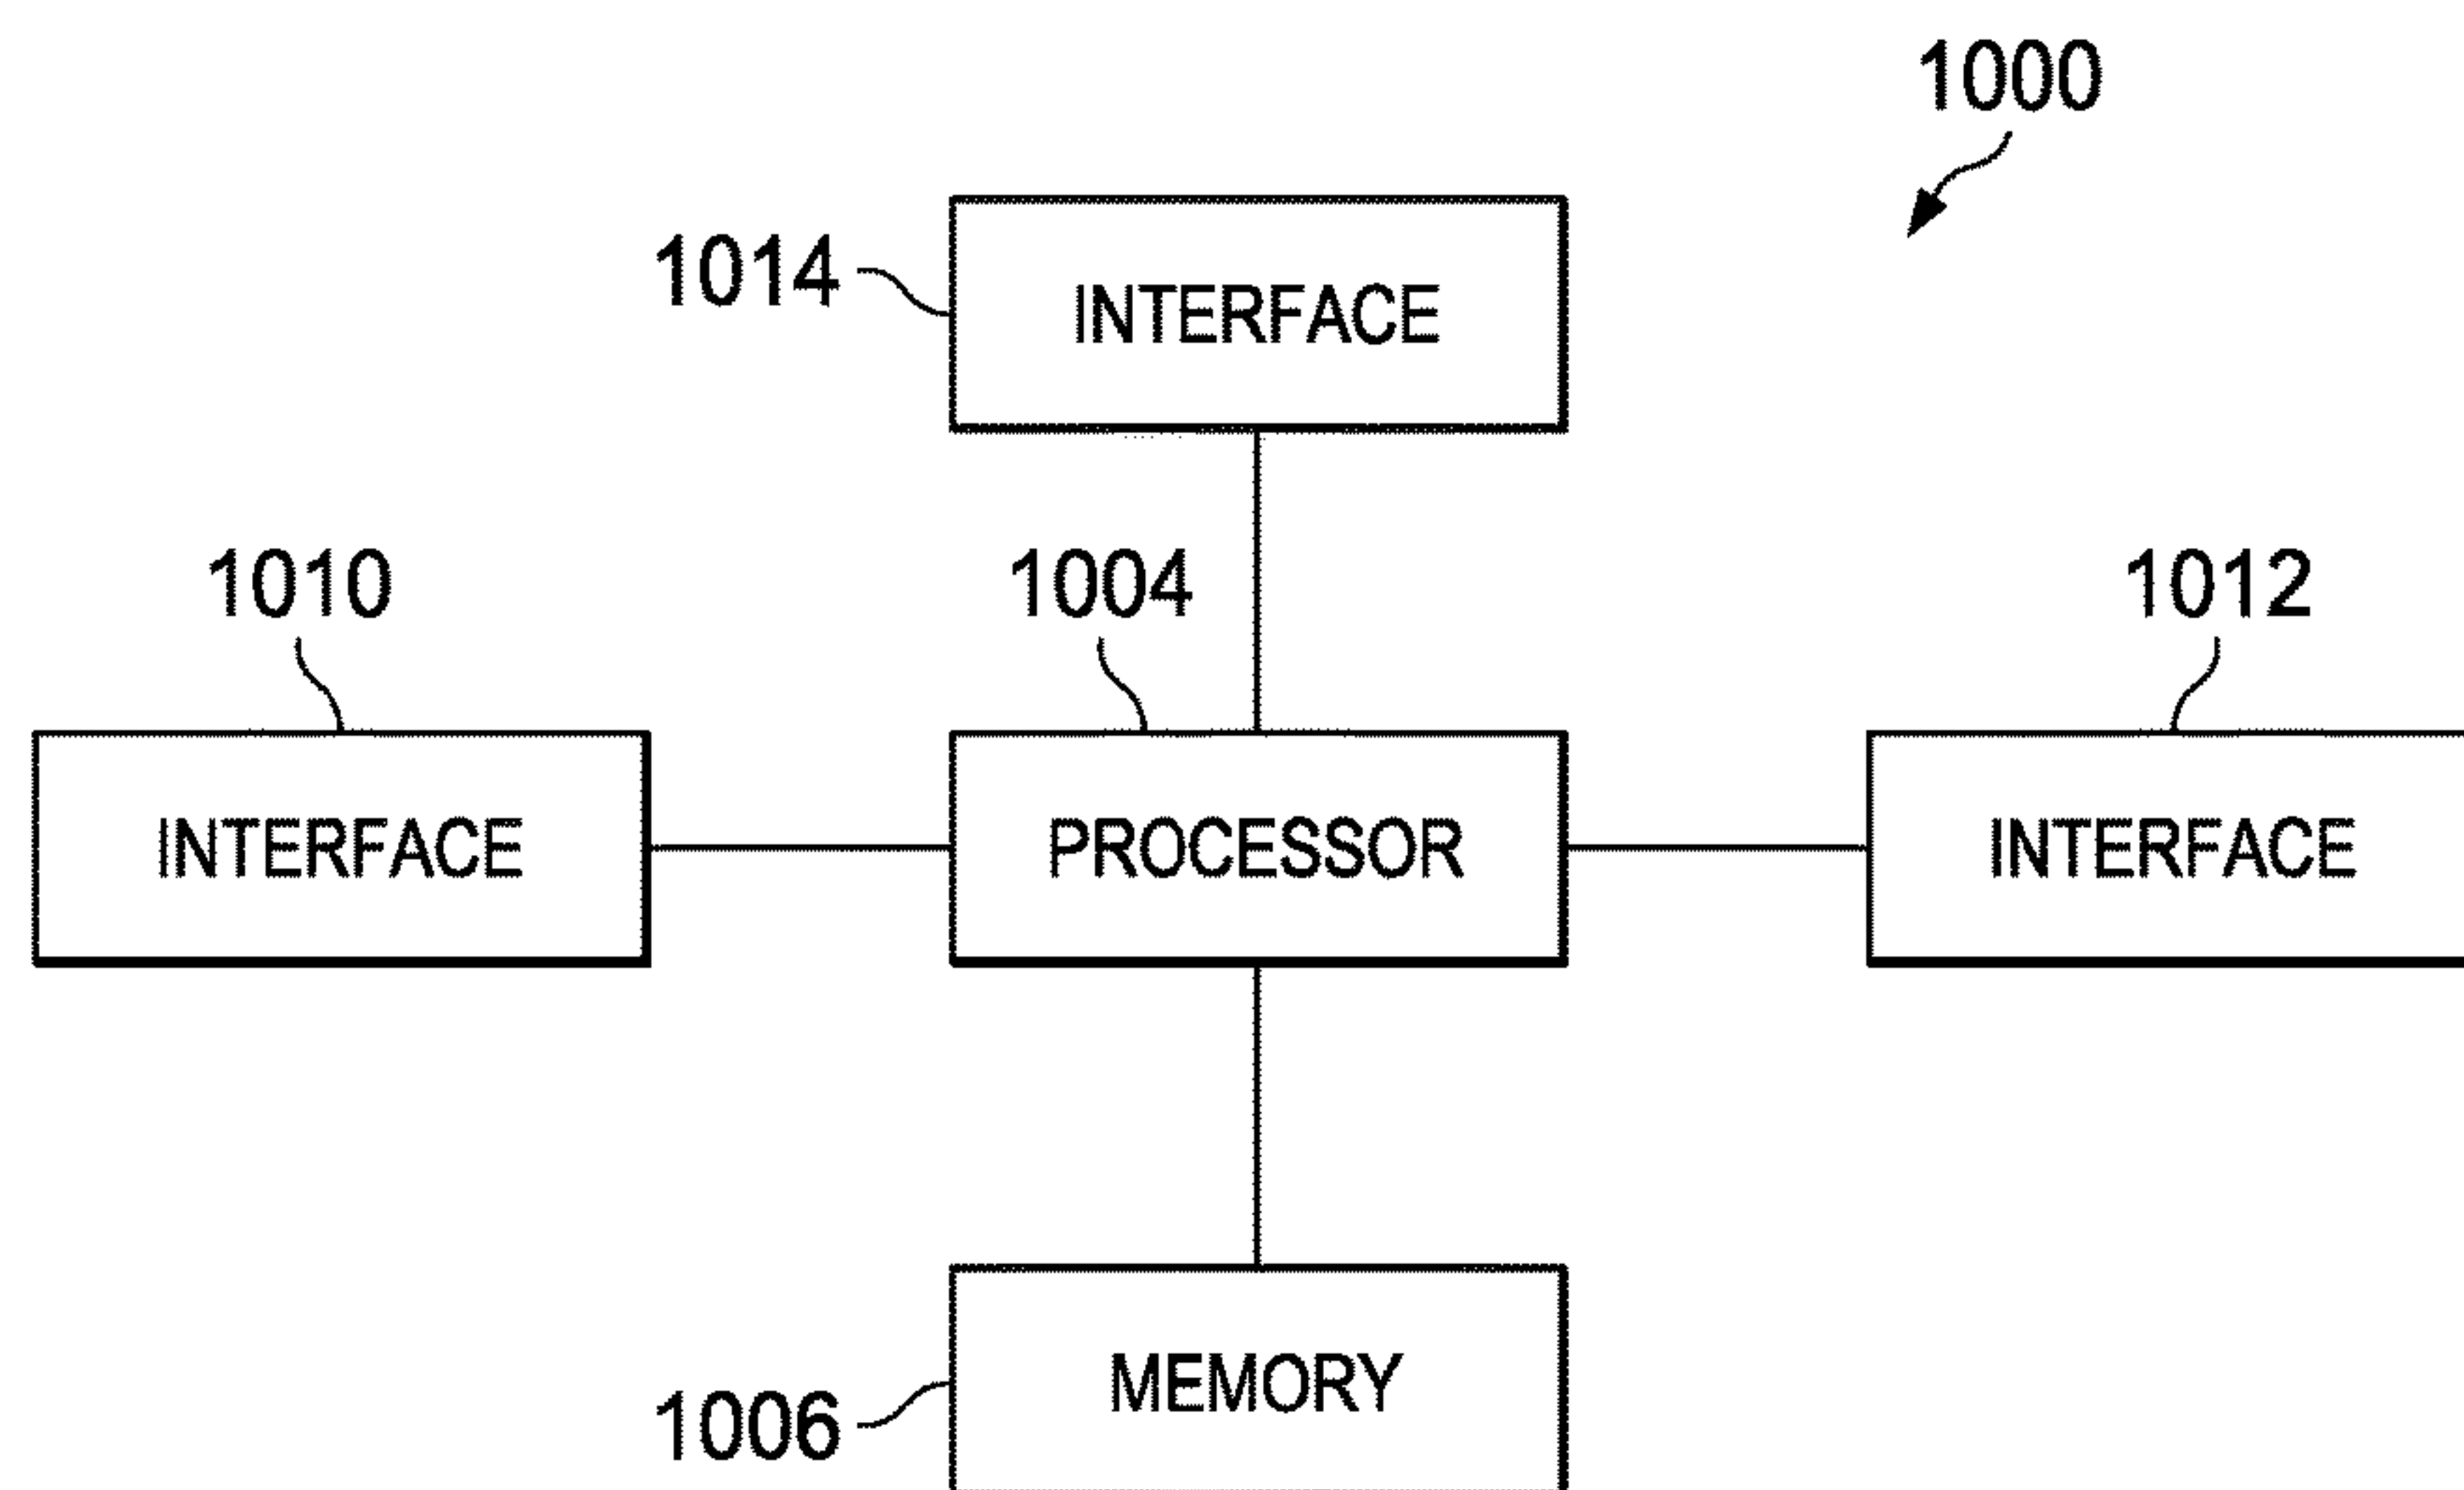 1000
1014
INTERFACE
1010
1004
1012
INTERFACE
PROCESSOR
INTERFACE
MEMORY
1006